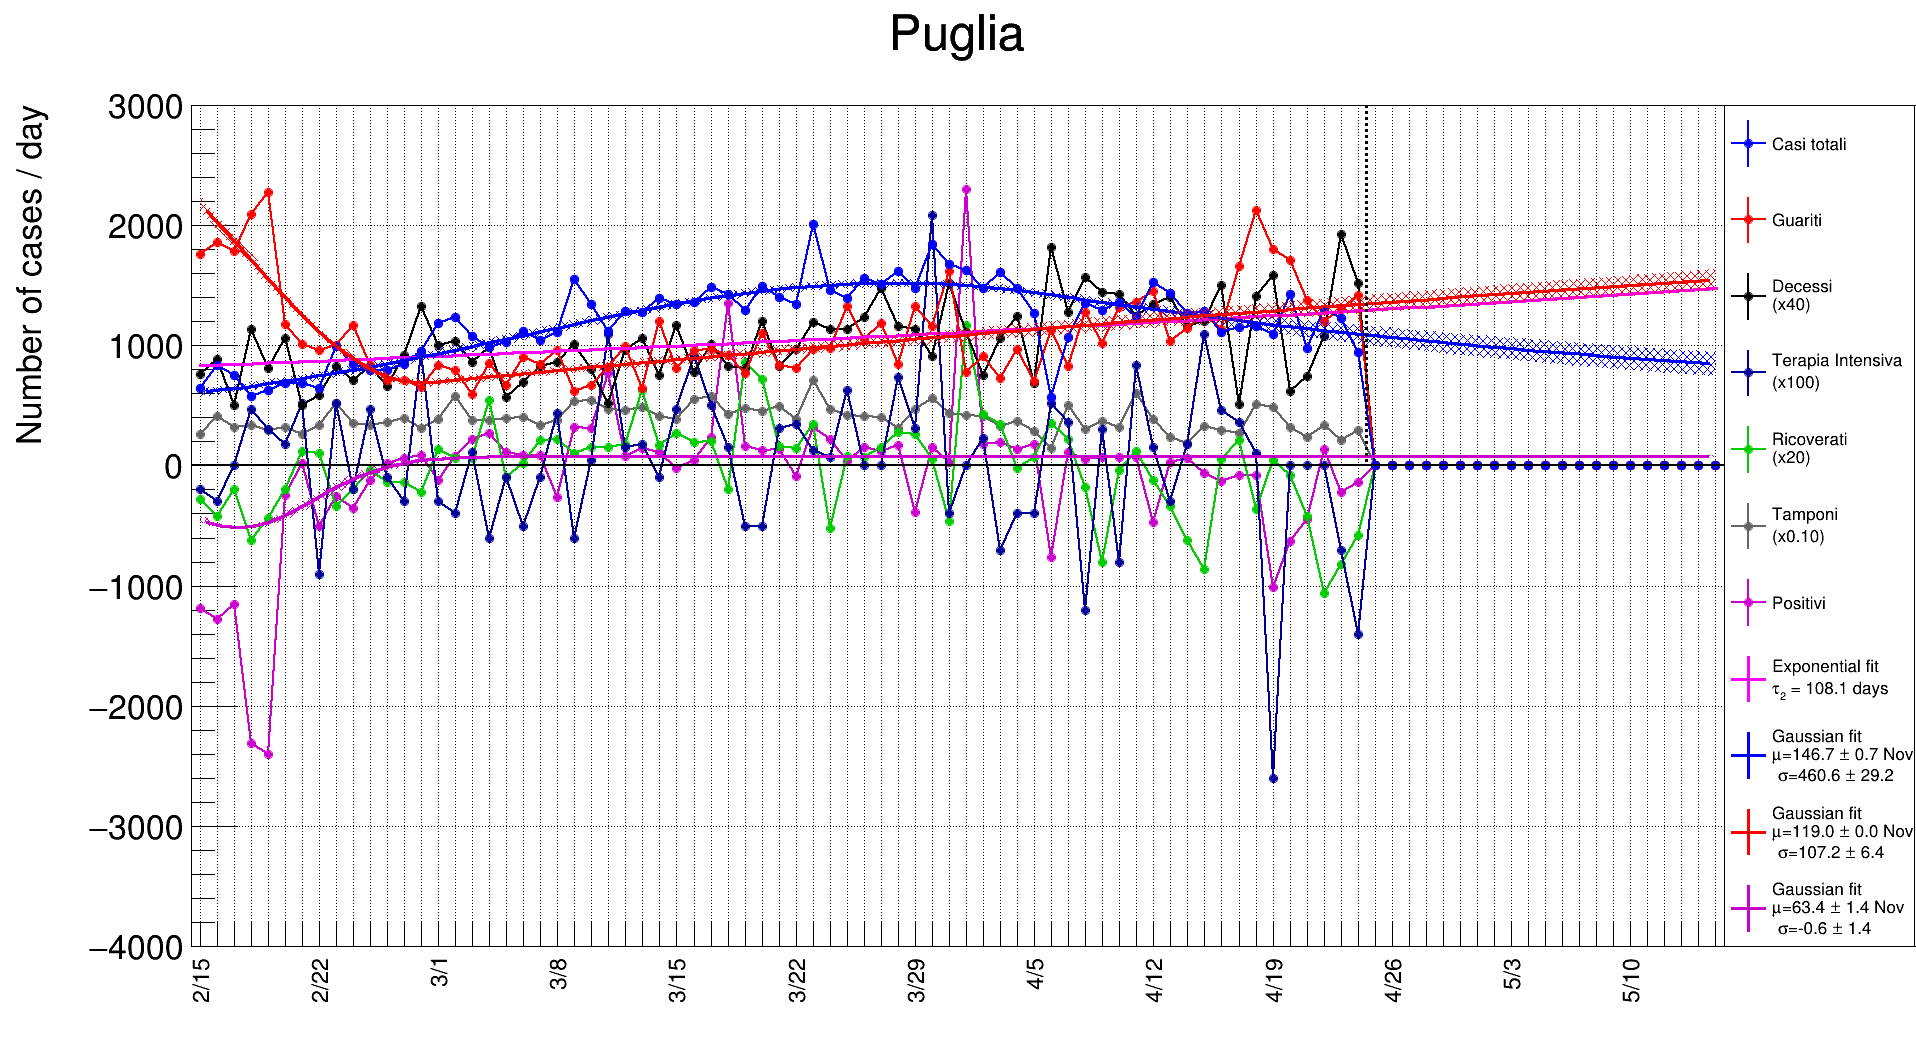 Puglia
Number of cases / day
3000
2000
1000
0
−1000
−2000
−3000
−4000
2/15
2/22
3/1
3/8
3/15
3/22
3/29
4/5
4/12
4/19
4/26
5/3
5/10
Casi totali
Guariti
Decessi
(x40)
Terapia Intensiva
(x100)
Ricoverati
(x20)
Tamponi
(x0.10)
Positivi
Exponential fit
τ2 = 108.1 days
Gaussian fit
μ=146.7 ± 0.7 Nov
σ=460.6 ± 29.2
Gaussian fit
μ=119.0 ± 0.0 Nov
σ=107.2 ± 6.4
Gaussian fit
μ=63.4 ± 1.4 Nov
σ=-0.6 ± 1.4